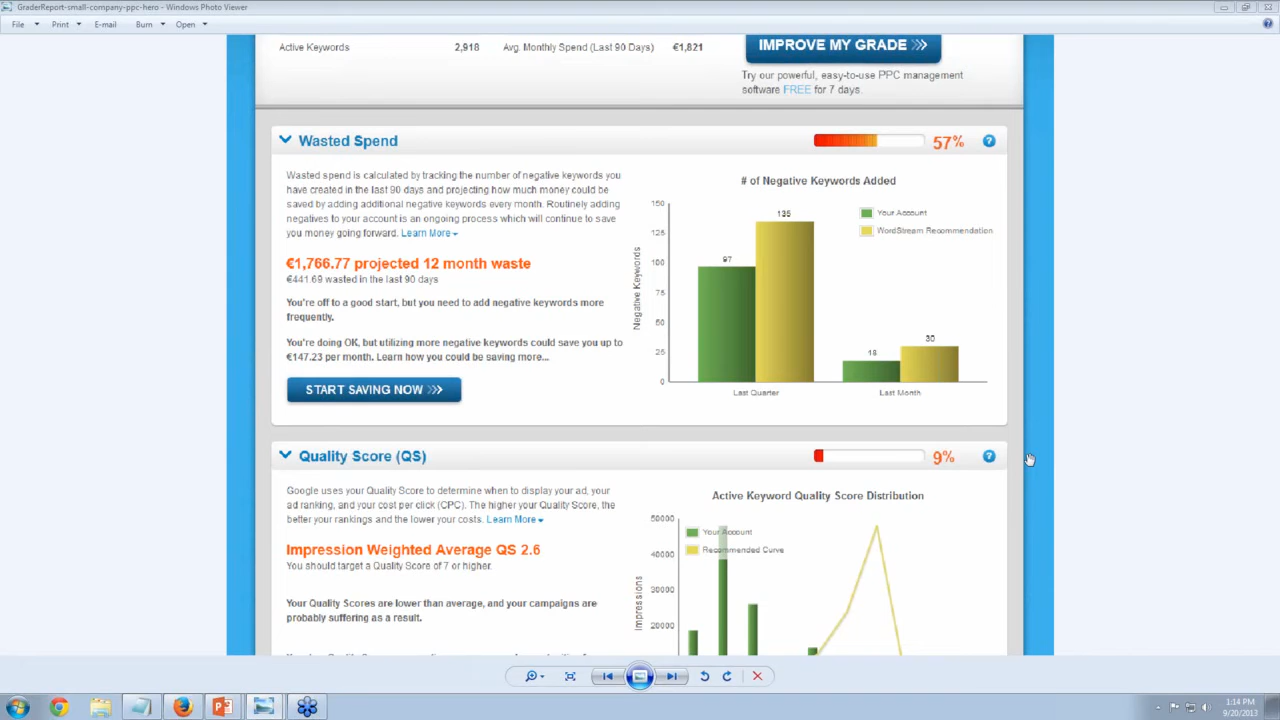 GraderReport-small-company-ppc-hero - Windows Photo Viewer
File Print E-mail Burn Open
Active Keywords 2,918 Avg. Monthly Spend (Last 90 Days) €1,821
IMPROVE MY GRADE
Try our powerful, easy-to-use PPC management
software FREE for 7 days.
Wasted Spend
57%
Wasted spend is calculated by tracking the number of negative keywords you
have created in the last 90 days and projecting how much money could be
saved by adding additional negative keywords every month. Routinely adding
negatives to your account is an ongoing process which will continue to save
you money going forward. Learn More
€1,766.77 projected 12 month waste
€441.69 wasted in the last 90 days
You're off to a good start, but you need to add negative keywords more
frequently.
You're doing OK, but utilizing more negative keywords could save you up to
€147.23 per month. Learn how you could be saving more...
START SAVING NOW
# of Negative Keywords Added
Your Account
WordStream Recommendation
Negative Keywords
150
125
100
75
50
25
0
97
135
18
30
Last Quarter
Last Month
Quality Score (QS)
9%
Google uses your Quality Score to determine when to display your ad, your
ad ranking, and your cost per click (CPC). The higher your Quality Score, the
better your rankings and the lower your costs. Learn More
Impression Weighted Average QS 2.6
You should target a Quality Score of 7 or higher.
Your Quality Scores are lower than average, and your campaigns are
probably suffering as a result.
Active Keyword Quality Score Distribution
Your Account
Recommended Curve
Impressions
50000
40000
30000
20000
1:14 PM
9/20/2013